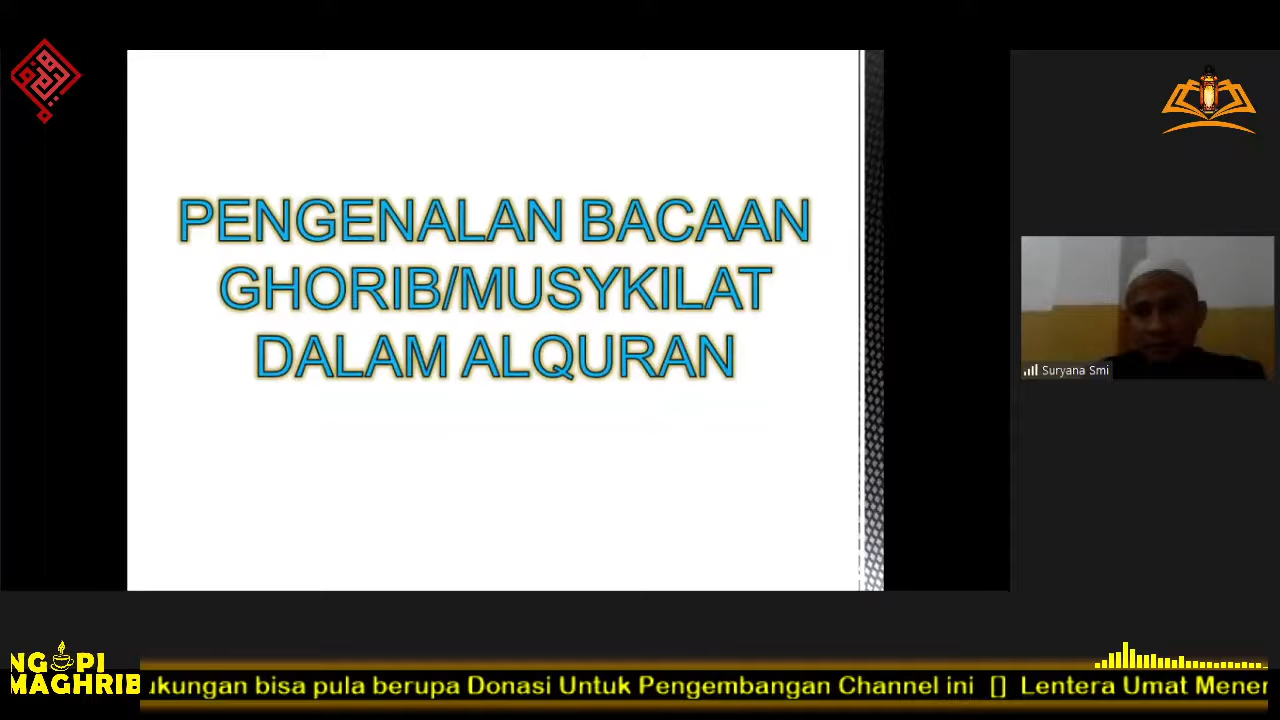 PENGENALAN BACAAN
GHORIB/MUSYKILAT
DALAM ALQURAN
Suryana Smi
NGOPI
MAGHRIB
ukungan bisa pula berupa Donasi Untuk Pengembangan Channel ini [] Lentera Umat Mener